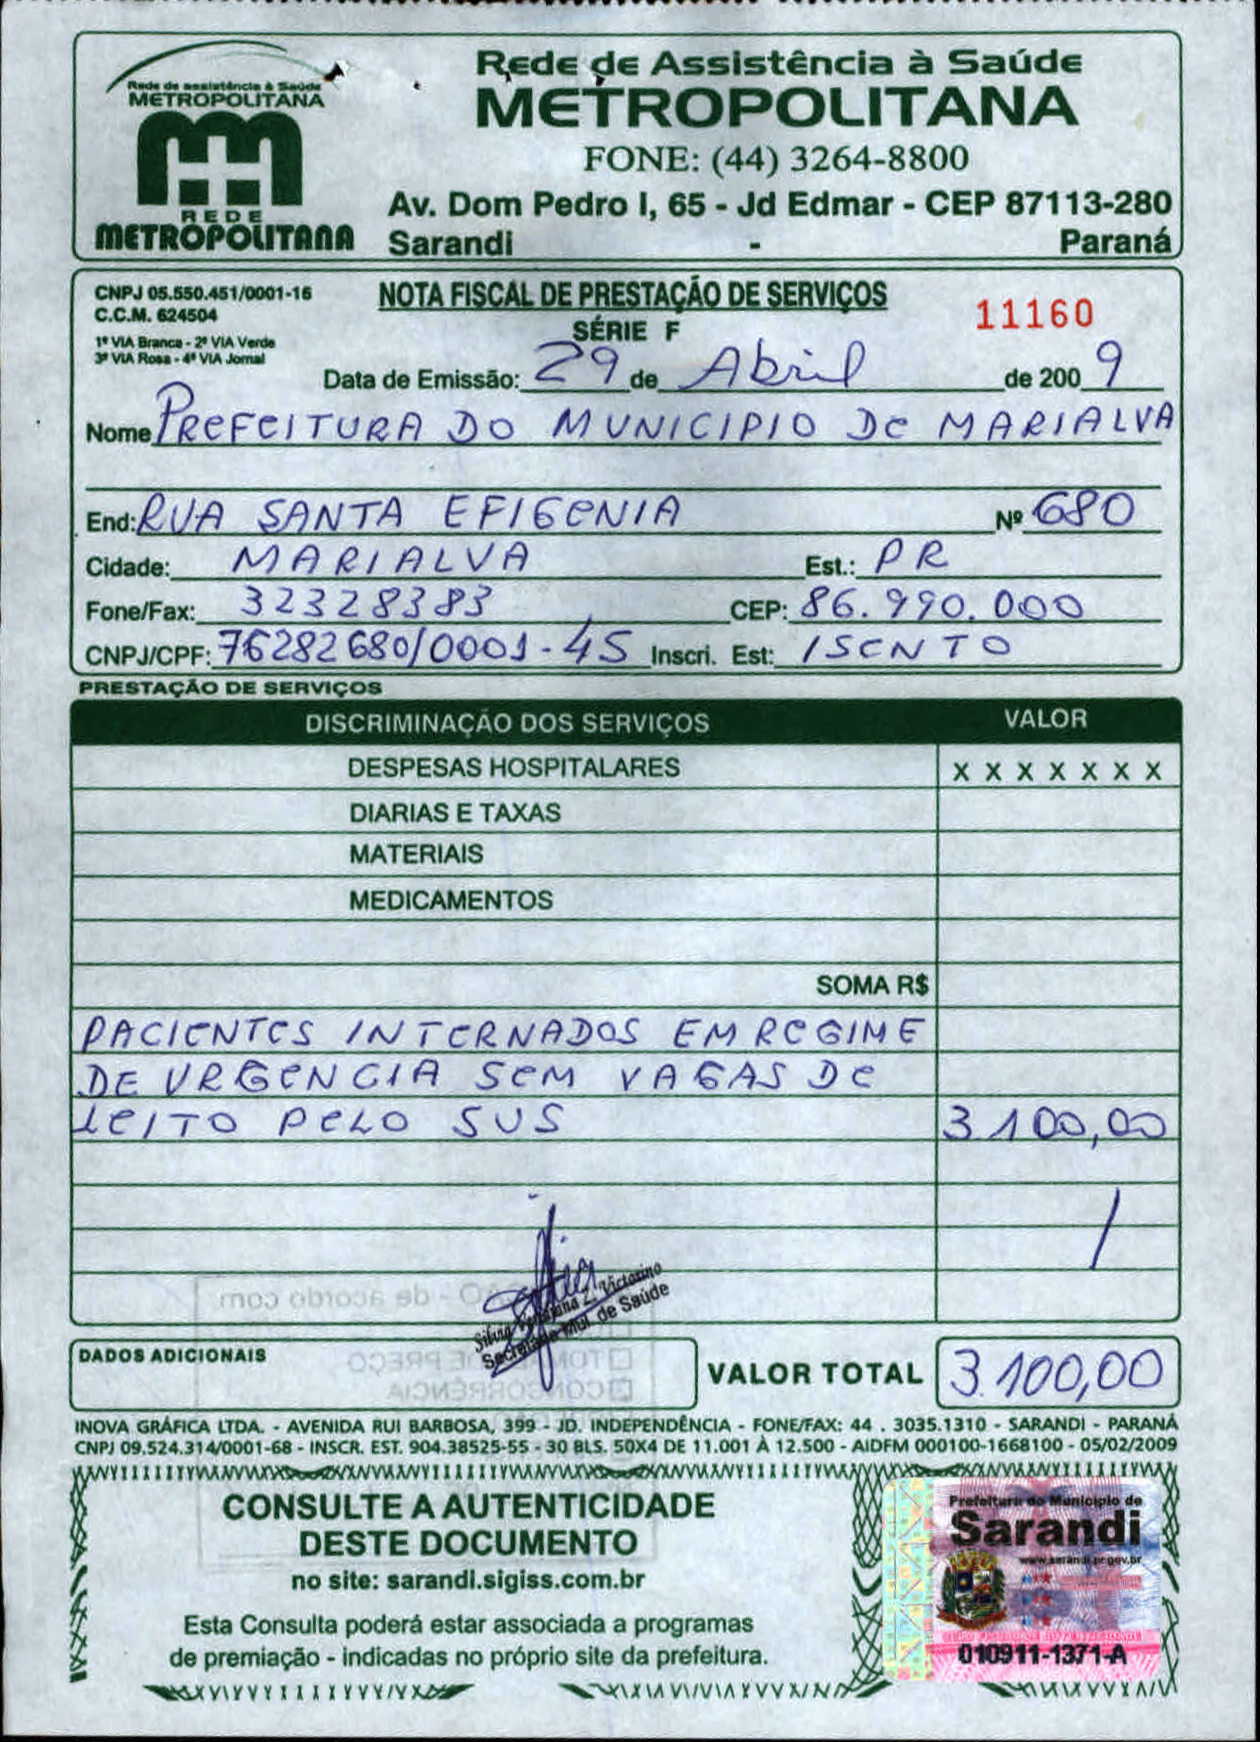 Rede de assistência à Saúde
METROPOLITANA
REDE
METROPOLITANA
Rede de Assistência à Saúde
METROPOLITANA
FONE: (44) 3264-8800
Av. Dom Pedro I, 65 - Jd Edmar - CEP 87113-280
Sarandi - Paraná
CNPJ 05.550.451/0001-16
C.C.M. 624504
1ª VIA Branca - 2ª VIA Verde
3ª VIA Rosa - 4ª VIA Jornal
NOTA FISCAL DE PRESTAÇÃO DE SERVIÇOS
SÉRIE F
11160
Data de Emissão: 29 de Abril de 2009
Nome PREFEITURA DO MUNICIPIO DE MARIALVA
End: RUA SANTA EFIGENIA Nº 680
Cidade: MARIALVA Est.: PR
Fone/Fax: 32328383 CEP: 86.990.000
CNPJ/CPF: 76282680/0001-45 Inscri. Est: ISENTO
PRESTAÇÃO DE SERVIÇOS
DISCRIMINAÇÃO DOS SERVIÇOS VALOR
DESPESAS HOSPITALARES X X X X X X X
DIARIAS E TAXAS
MATERIAIS
MEDICAMENTOS
SOMA R$
PACIENTES INTERNADOS EM REGIME
DE URGENCIA SEM VAGAS DE
LEITO PELO SUS 3.100,00
Silvia Z. Victorino
Secretária Mul. de Saúde
DADOS ADICIONAIS
VALOR TOTAL 3.100,00
INOVA GRÁFICA LTDA. - AVENIDA RUI BARBOSA, 399 - JD. INDEPENDÊNCIA - FONE/FAX: 44 . 3035.1310 - SARANDI - PARANÁ
CNPJ 09.524.314/0001-68 - INSCR. EST. 904.38525-55 - 30 BLS. 50X4 DE 11.001 À 12.500 - AIDFM 000100-1668100 - 05/02/2009
CONSULTE A AUTENTICIDADE
DESTE DOCUMENTO
no site: sarandi.sigiss.com.br
Esta Consulta poderá estar associada a programas
de premiação - indicadas no próprio site da prefeitura.
Prefeitura do Município de
Sarandi
www.sarandi.pr.gov.br
010911-1371-A